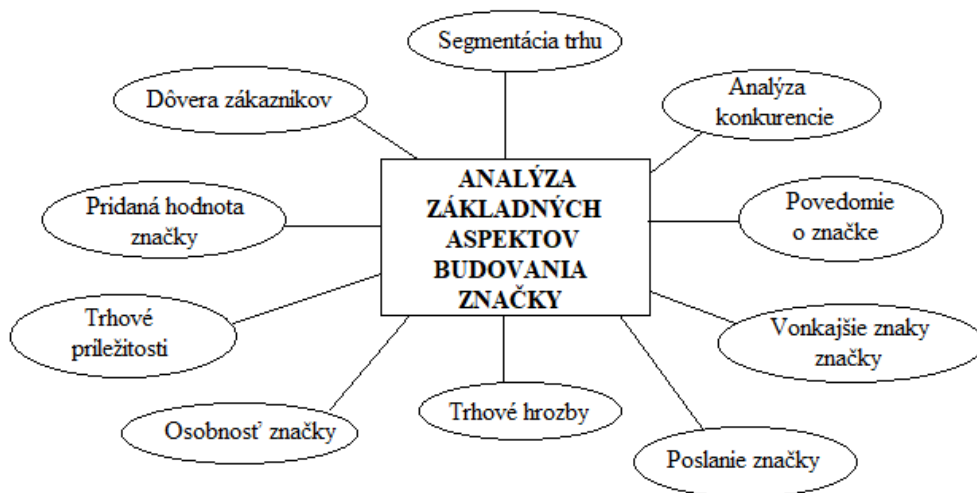 Segmentácia trhu
Dôvera zákazníkov
Analýza
konkurencie
ANALÝZA
ZÁKLADNÝCH
ASPEKTOV
BUDOVANIA
ZNAČKY
Pridaná hodnota
značky
Povedomie
o značke
Trhové
príležitosti
Vonkajšie znaky
značky
Osobnosť značky
Trhové hrozby
Poslanie značky